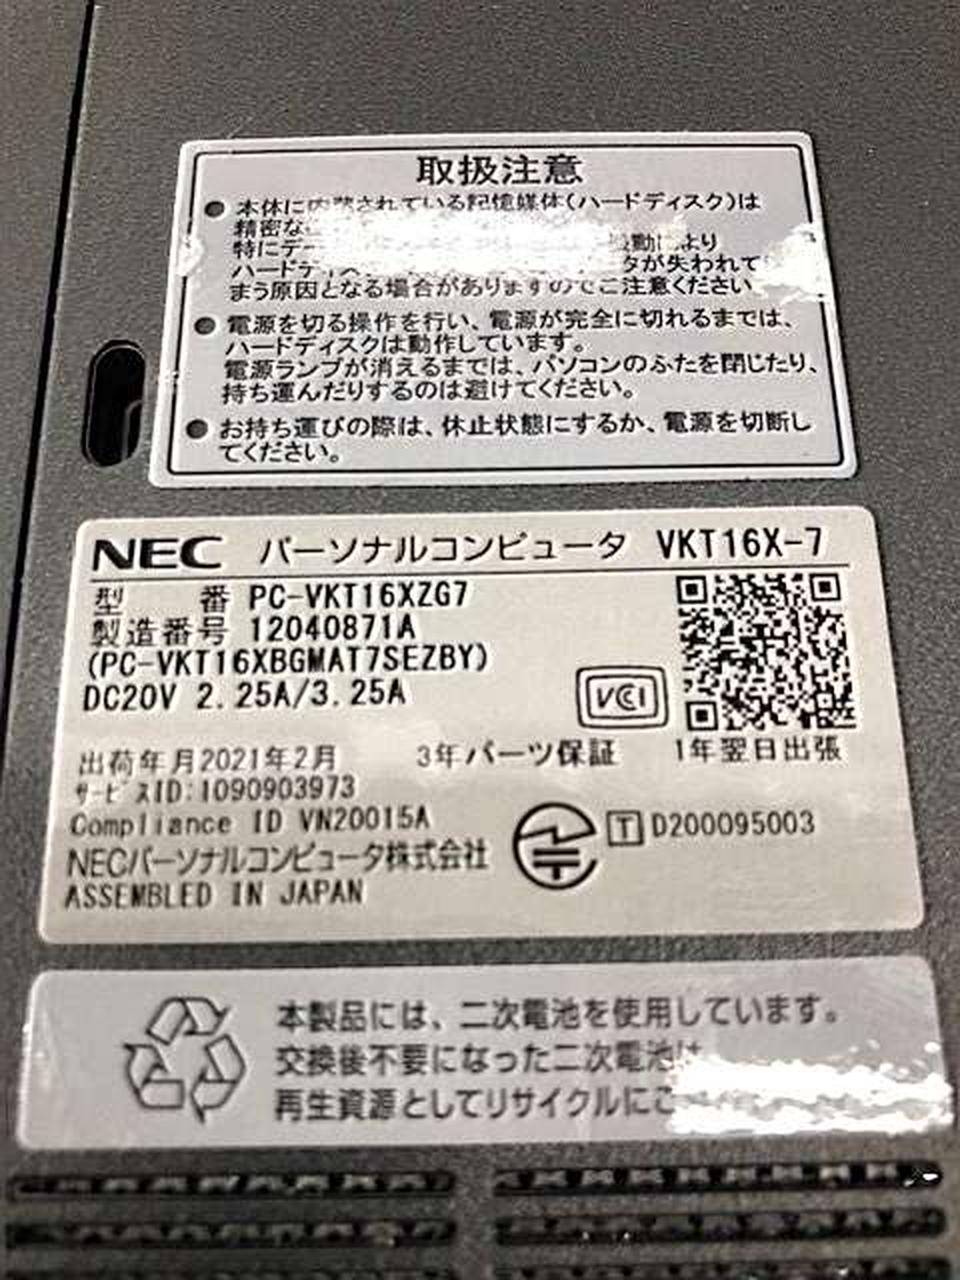 取扱注意
● 本体に内蔵されている記憶媒体(ハードディスク)は
精密な
特にデー 動により
ハードディス タが失われて
まう原因となる場合がありますのでご注意ください
● 電源を切る操作を行い、電源が完全に切れるまでは、
ハードディスクは動作しています。
電源ランプが消えるまでは、パソコンのふたを閉じたり、
持ち運んだりするのは避けてください。
● お持ち運びの際は、休止状態にするか、電源を切断し
てください。
NEC パーソナルコンピュータ VKT16X-7
型 番 PC-VKT16XZG7
製造番号 12040871A
(PC-VKT16XBGMAT7SEZBY)
DC20V 2.25A/3.25A
VCI
出荷年月2021年2月 3年パーツ保証 1年翌日出張
サービスID:1090903973
Compliance ID VN20015A
T D200095003
NECパーソナルコンピュータ株式会社
ASSEMBLED IN JAPAN
本製品には、二次電池を使用しています。
交換後不要になった二次電池は
再生資源としてリサイクルにご